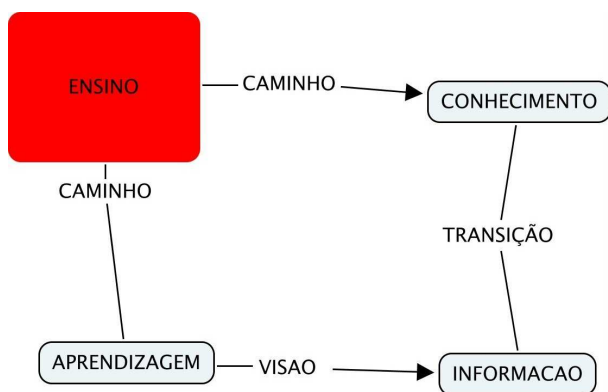 ENSINO
CAMINHO
CONHECIMENTO
CAMINHO
TRANSIÇÃO
APRENDIZAGEM
VISAO
INFORMACAO